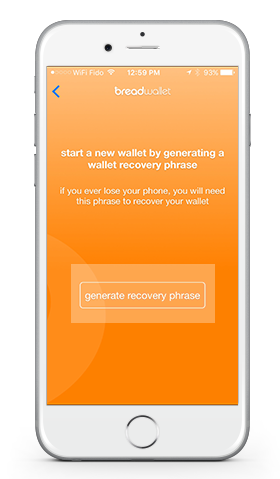 WiFi Fido 12:59 PM 93%
breadwallet
start a new wallet by generating a
wallet recovery phrase
if you ever lose your phone, you will need
this phrase to recover your wallet
generate recovery phrase